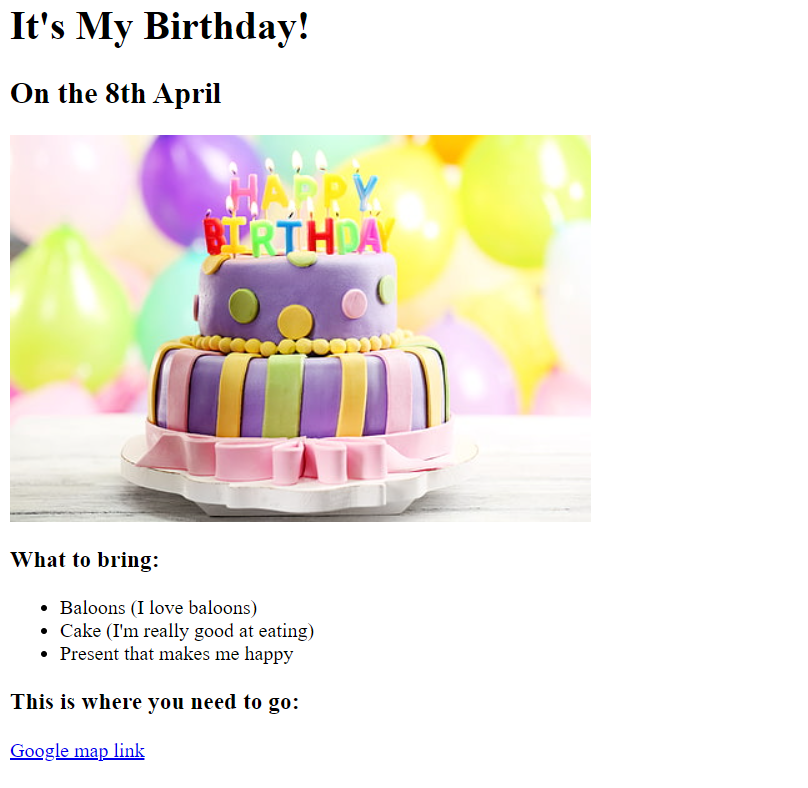 It's My Birthday!
On the 8th April
HAPPY
BIRTHDAY
What to bring:
Baloons (I love baloons)
Cake (I'm really good at eating)
Present that makes me happy
This is where you need to go:
Google map link